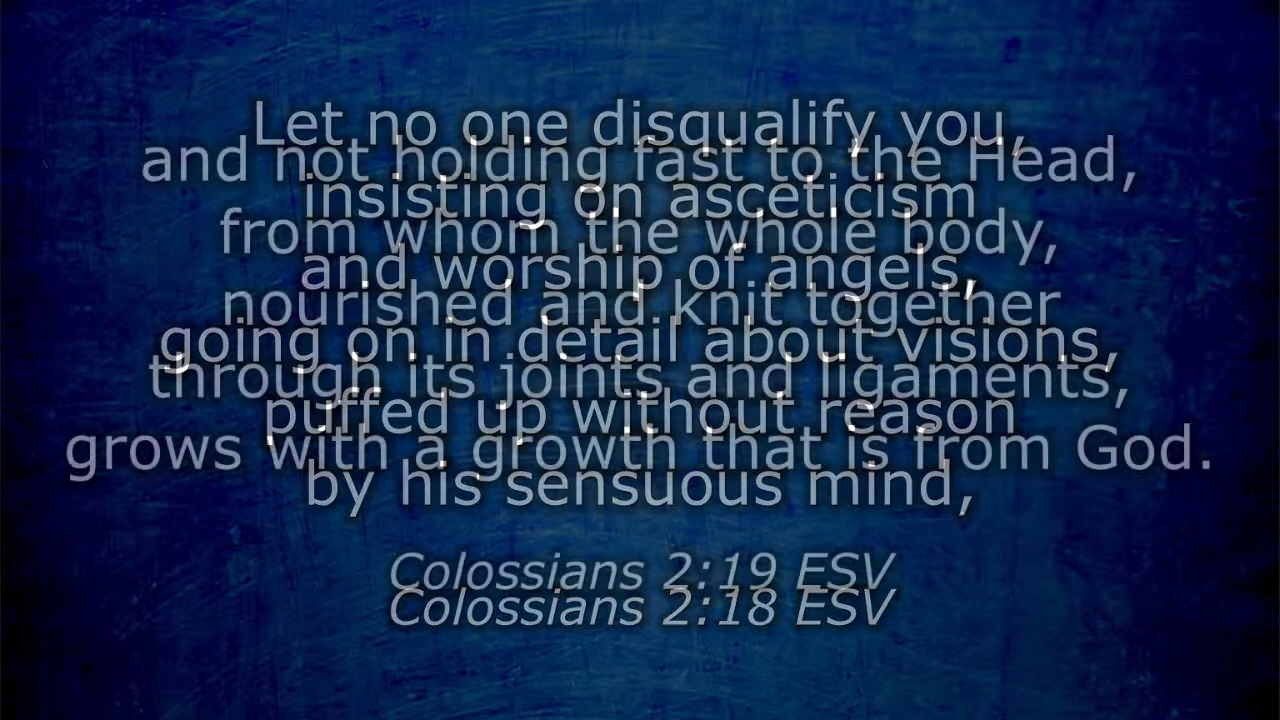 Let no one disqualify you,
and not holding fast to the Head,
insisting on asceticism
from whom the whole body,
and worship of angels,
nourished and knit together
going on in detail about visions,
through its joints and ligaments,
puffed up without reason
grows with a growth that is from God.
by his sensuous mind,
Colossians 2:19 ESV
Colossians 2:18 ESV